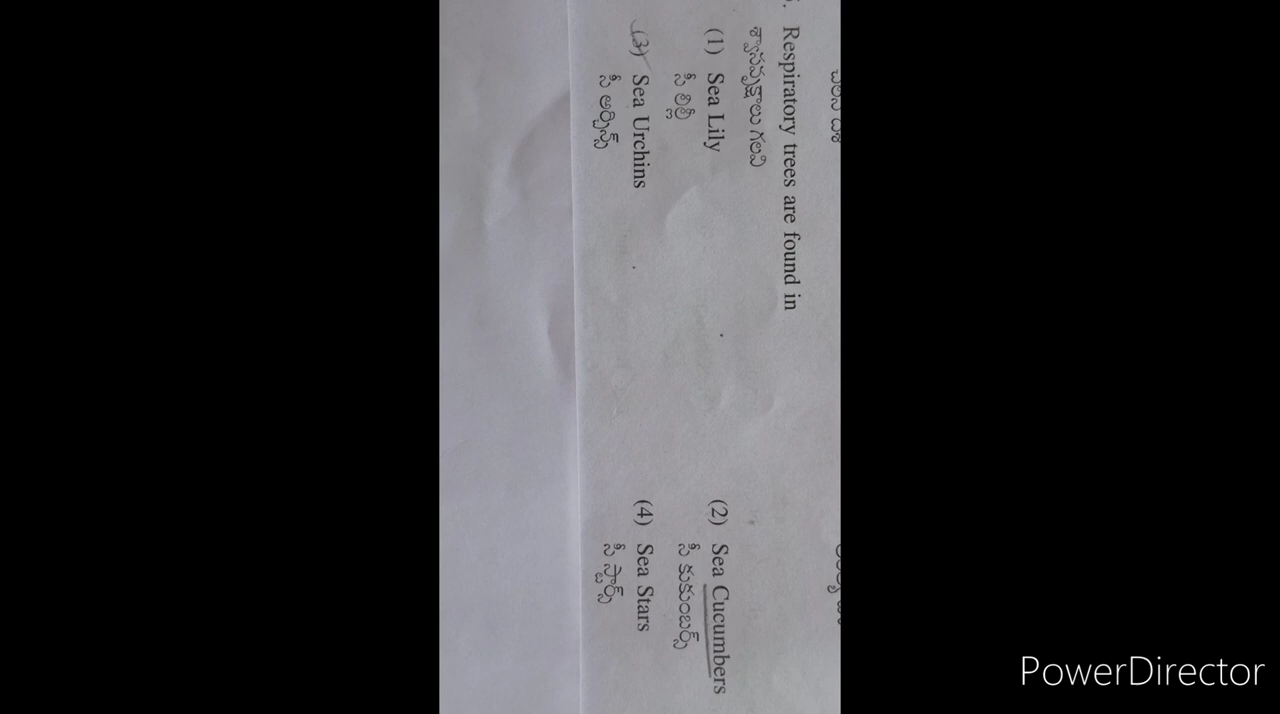 Respiratory trees are found in
శ్వాసవృక్షాలు గలవి
(1) Sea Lily
సీ లిల్లీ
(2) Sea Cucumbers
సీ కుకుంబర్స్
(3) Sea Urchins
సీ అర్చిన్స్
(4) Sea Stars
సీ స్టార్స్
PowerDirector